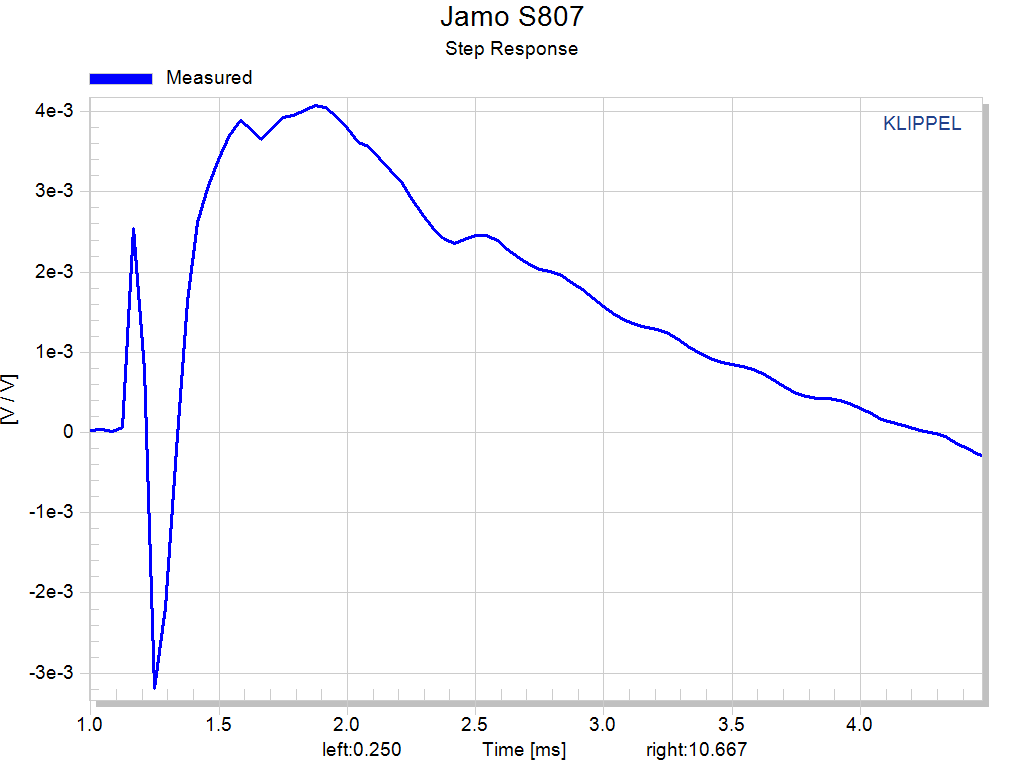 Jamo S807
Step Response
Measured
KLIPPEL
4e-3
3e-3
2e-3
1e-3
0
-1e-3
-2e-3
-3e-3
[V / V]
1.0 1.5 2.0 2.5 3.0 3.5 4.0
left:0.250 Time [ms] right:10.667